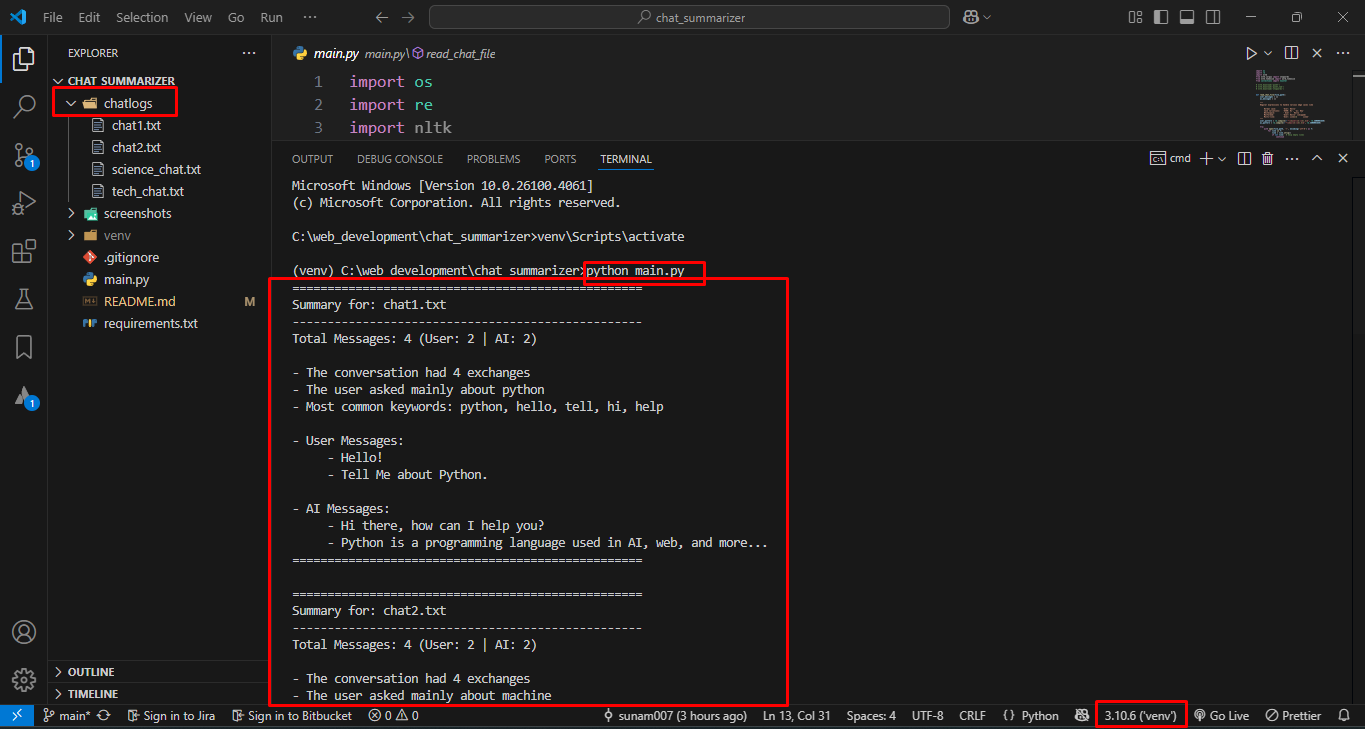 File Edit Selection View Go Run ··· chat_summarizer
EXPLORER ···
CHAT SUMMARIZER
chatlogs
chat1.txt
chat2.txt
science_chat.txt
tech_chat.txt
screenshots
venv
.gitignore
main.py
README.md M
requirements.txt
OUTLINE
TIMELINE
1
1
main.py main.py\ read_chat_file
1 import os
2 import re
3 import nltk
OUTPUT DEBUG CONSOLE PROBLEMS PORTS TERMINAL cmd
Microsoft Windows [Version 10.0.26100.4061]
(c) Microsoft Corporation. All rights reserved.
C:\web_development\chat_summarizer>venv\Scripts\activate
(venv) C:\web_development\chat_summarizer>python main.py
==================================================
Summary for: chat1.txt
--------------------------------------------------
Total Messages: 4 (User: 2 | AI: 2)
- The conversation had 4 exchanges
- The user asked mainly about python
- Most common keywords: python, hello, tell, hi, help
- User Messages:
- Hello!
- Tell Me about Python.
- AI Messages:
- Hi there, how can I help you?
- Python is a programming language used in AI, web, and more...
==================================================
==================================================
Summary for: chat2.txt
--------------------------------------------------
Total Messages: 4 (User: 2 | AI: 2)
- The conversation had 4 exchanges
- The user asked mainly about machine
main* Sign in to Jira Sign in to Bitbucket 0 0 sunam007 (3 hours ago) Ln 13, Col 31 Spaces: 4 UTF-8 CRLF {} Python 3.10.6 ('venv') Go Live Prettier